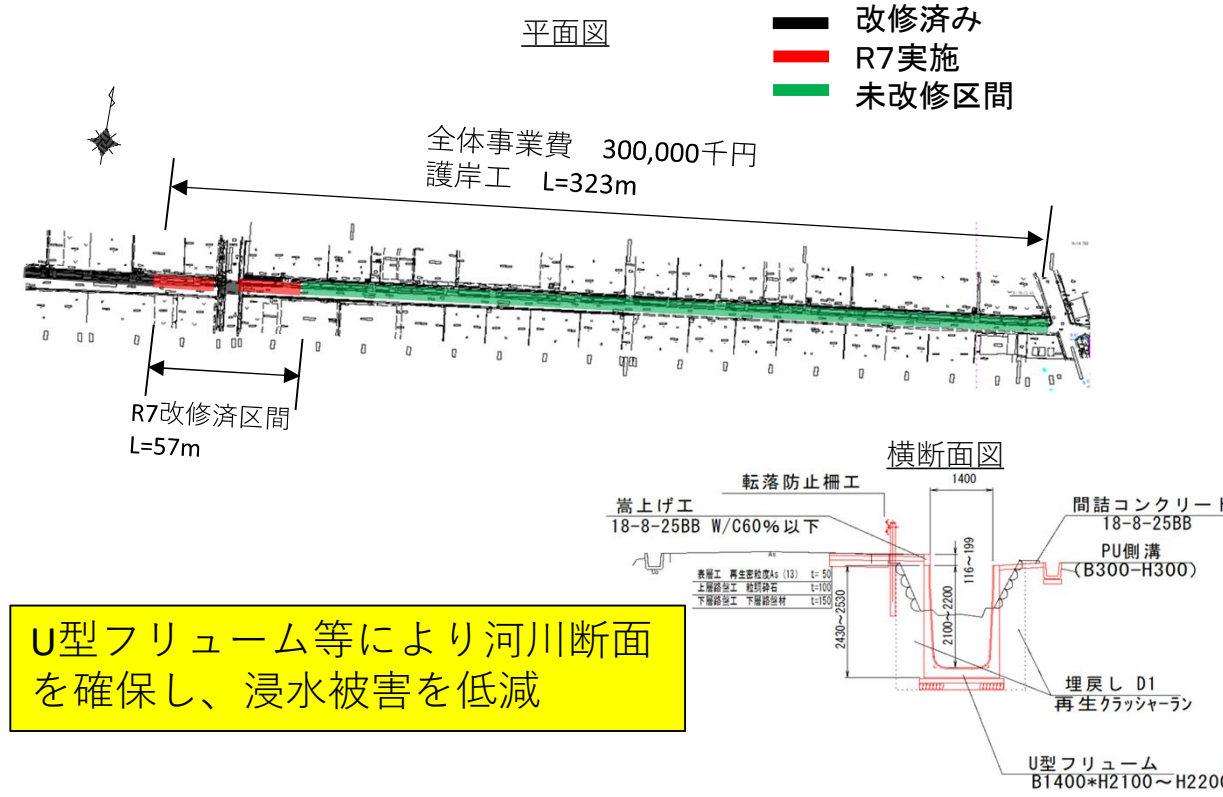 平面図
改修済み
R7実施
未改修区間
全体事業費　300,000千円
護岸工　L=323m
R7改修済区間
L=57m
横断面図
1400
転落防止柵工
嵩上げ工
18-8-25BB W/C60%以下
間詰コンクリート
18-8-25BB
PU側溝
(B300-H300)
As
116～199
表層工 再生密粒度As (13) t= 50
上層路盤工 粒調砕石 t=100
下層路盤工 下層路盤材 t=150
2430～2530
2100～2200
埋戻し D1
再生クラッシャーラン
U型フリューム
B1400*H2100～H2200
U型フリューム等により河川断面
を確保し、浸水被害を低減